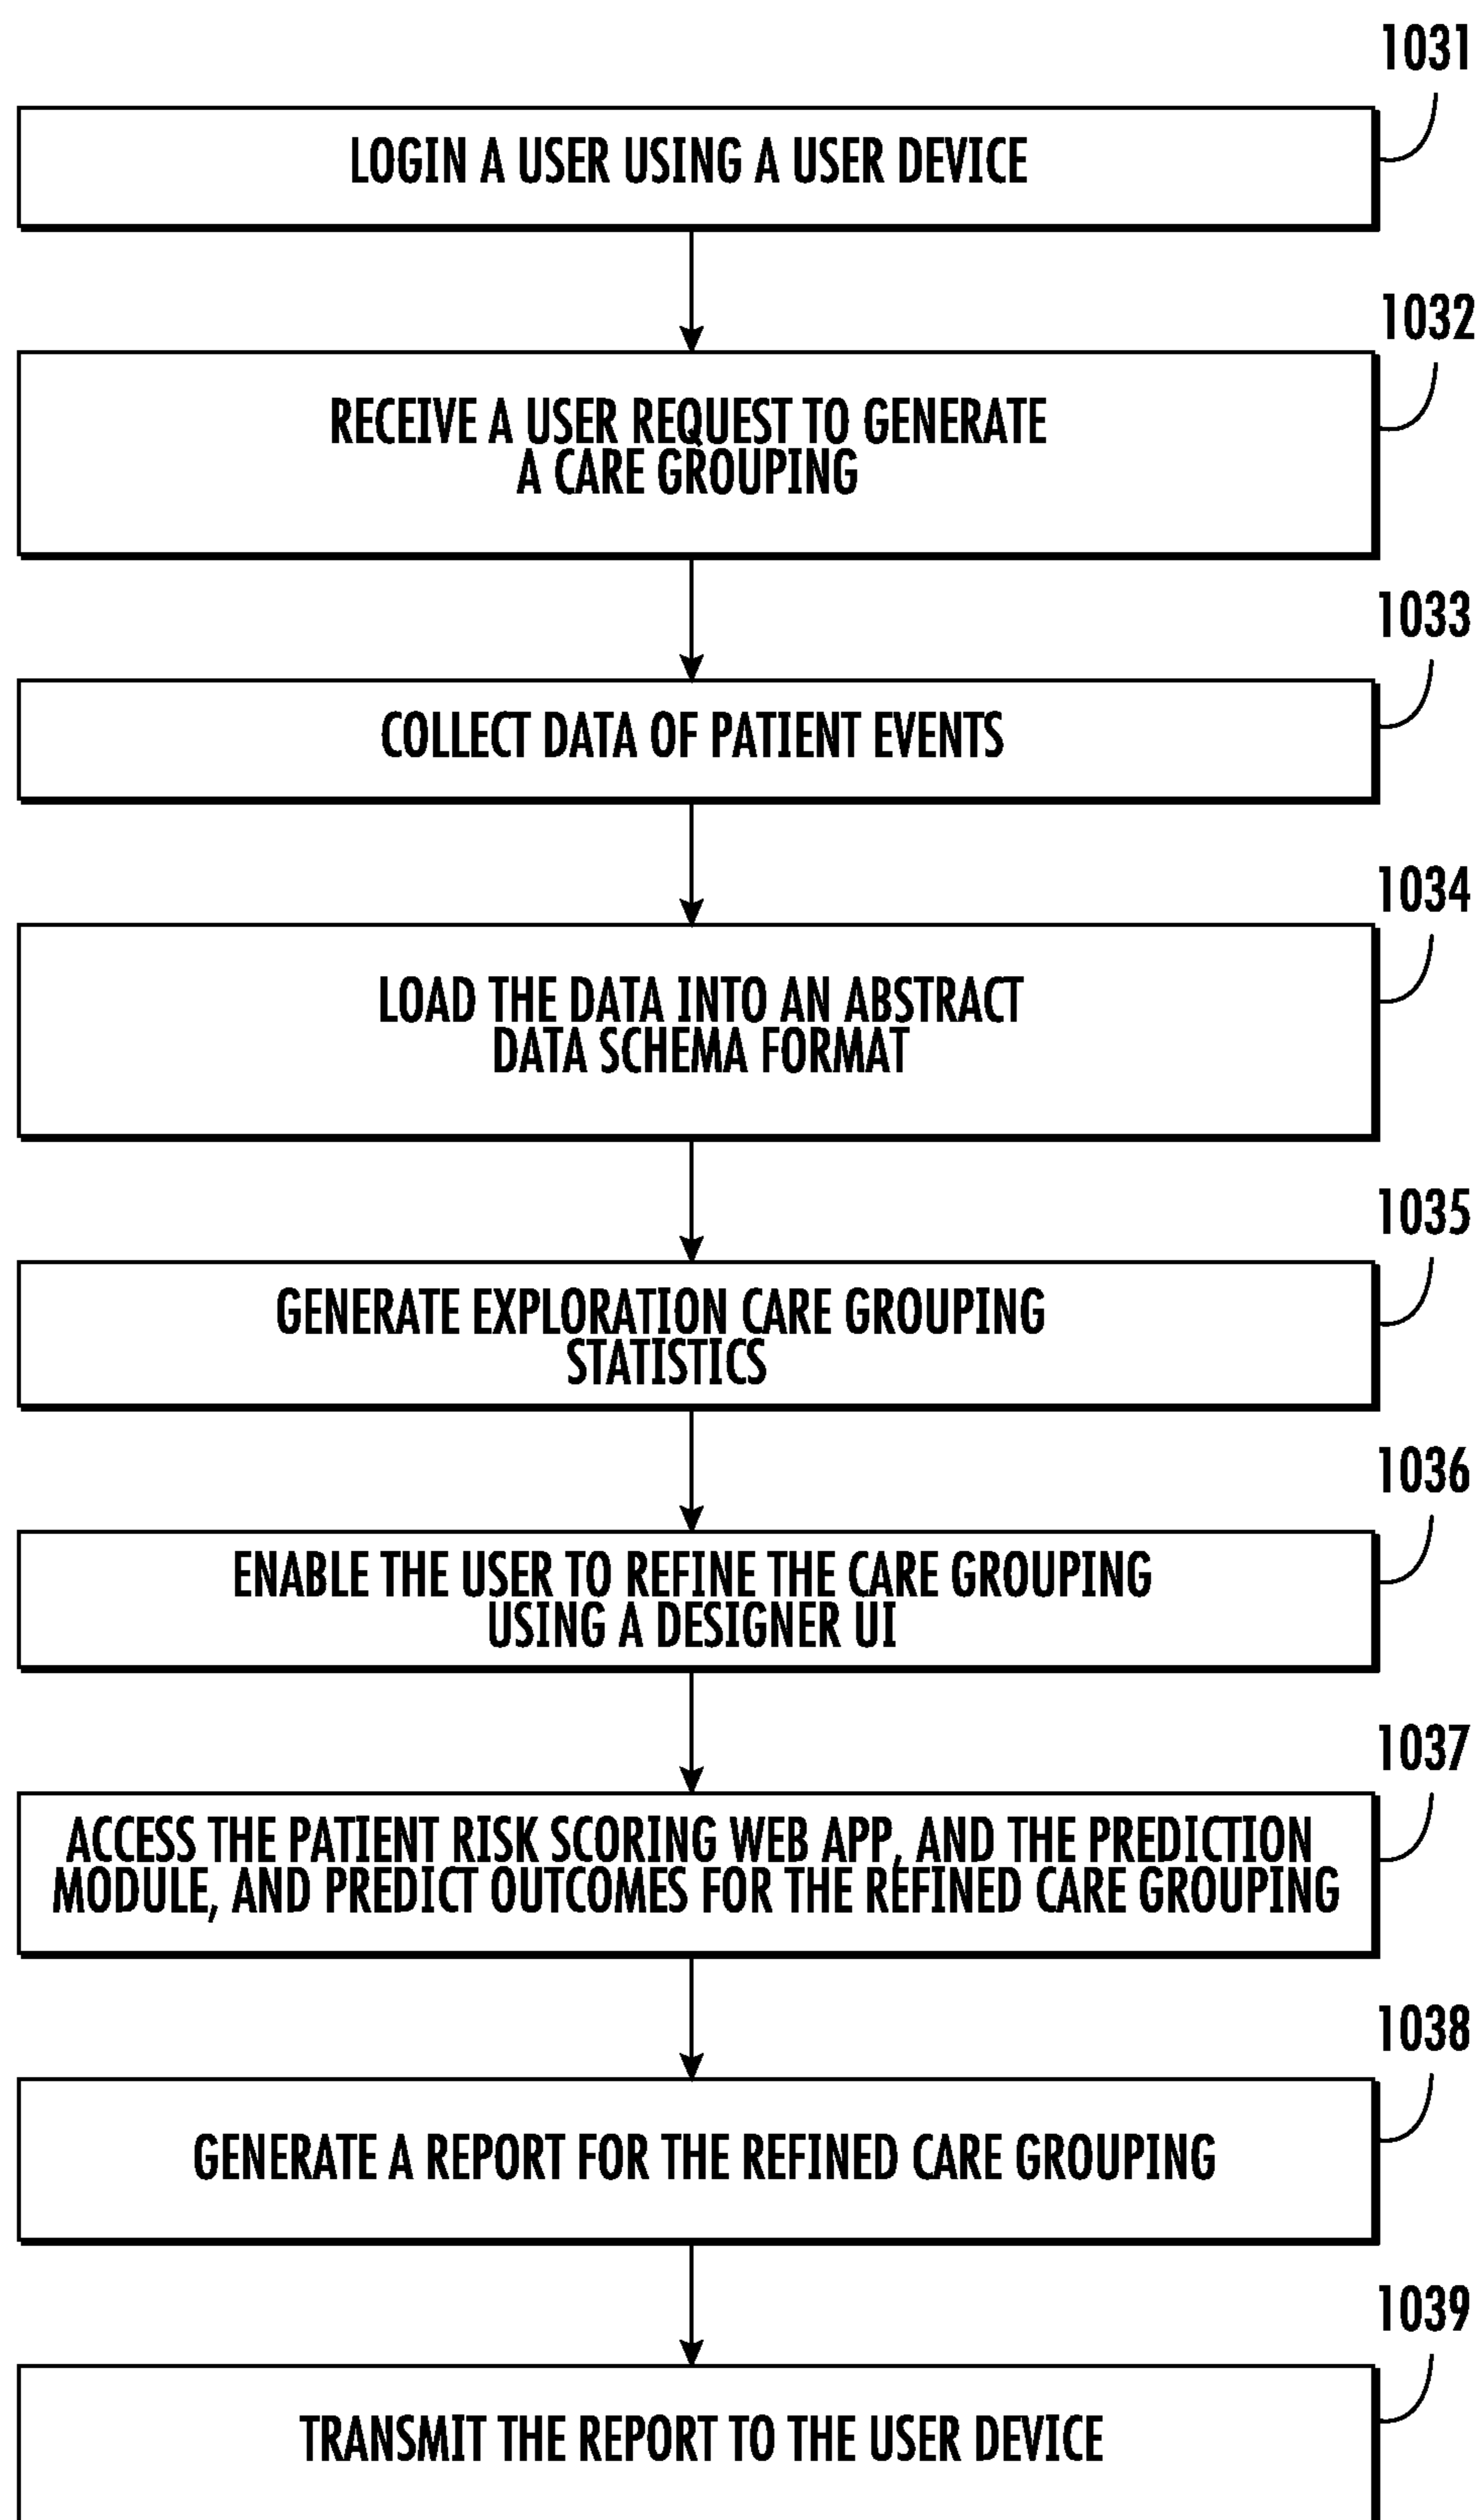 1031
LOGIN A USER USING A USER DEVICE
1032
RECEIVE A USER REQUEST TO GENERATE
A CARE GROUPING
1033
COLLECT DATA OF PATIENT EVENTS
1034
LOAD THE DATA INTO AN ABSTRACT
DATA SCHEMA FORMAT
1035
GENERATE EXPLORATION CARE GROUPING
STATISTICS
1036
ENABLE THE USER TO REFINE THE CARE GROUPING
USING A DESIGNER UI
1037
ACCESS THE PATIENT RISK SCORING WEB APP, AND THE PREDICTION
MODULE, AND PREDICT OUTCOMES FOR THE REFINED CARE GROUPING
1038
GENERATE A REPORT FOR THE REFINED CARE GROUPING
1039
TRANSMIT THE REPORT TO THE USER DEVICE